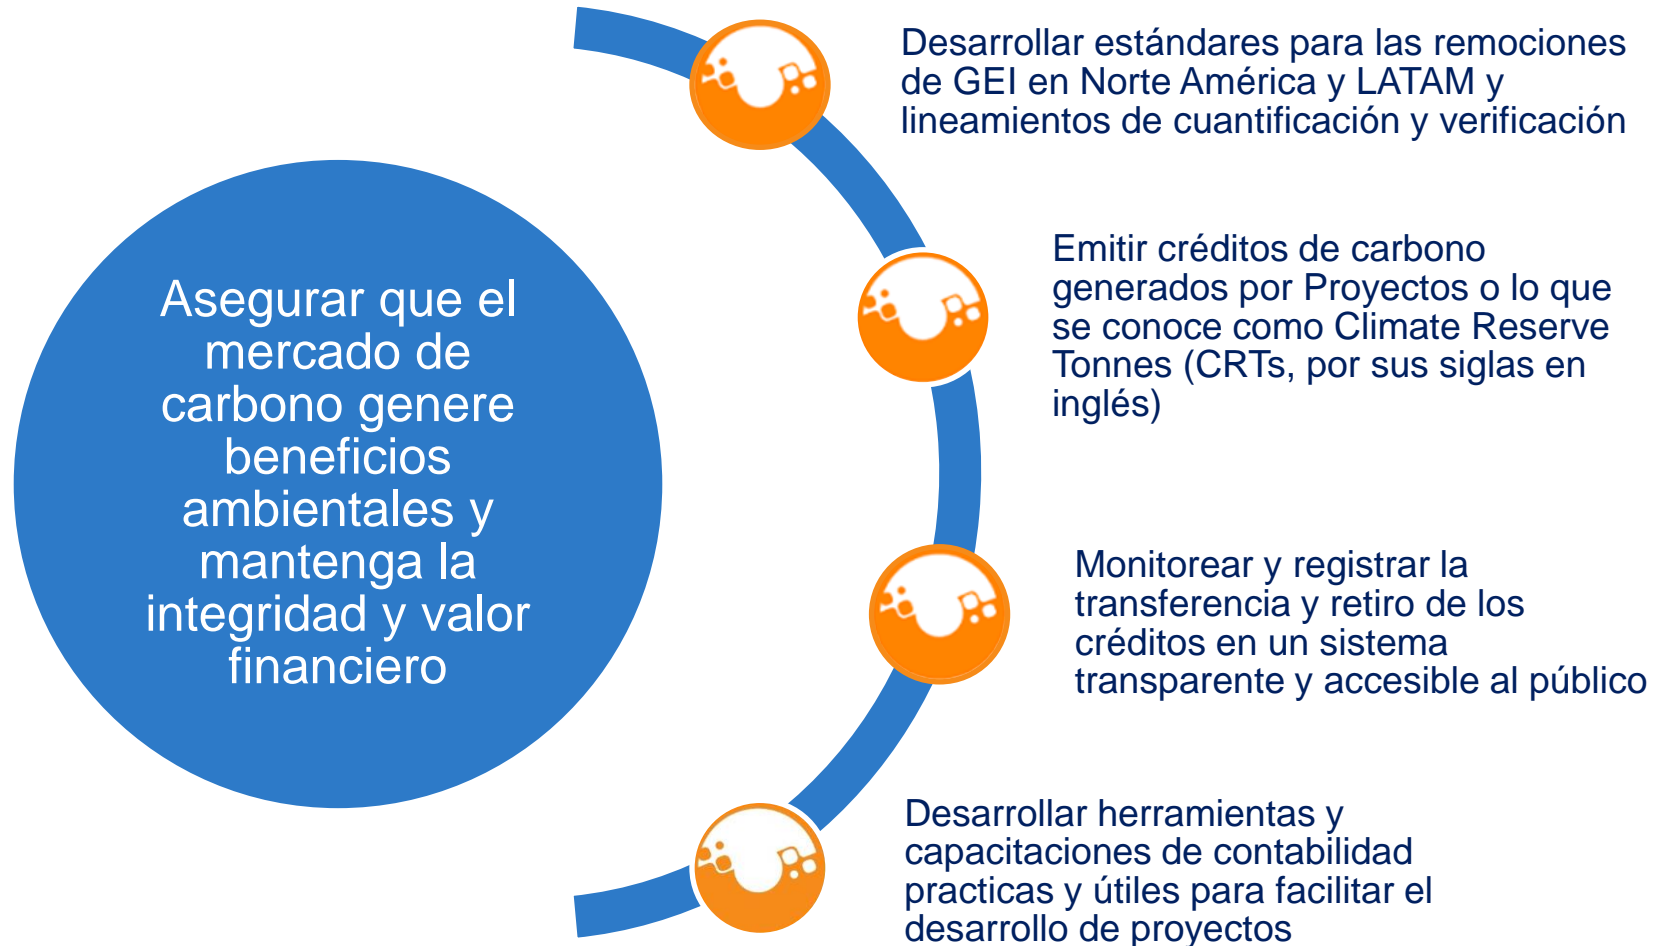 Asegurar que el
mercado de
carbono genere
beneficios
ambientales y
mantenga la
integridad y valor
financiero
Desarrollar estándares para las remociones
de GEI en Norte América y LATAM y
lineamientos de cuantificación y verificación
Emitir créditos de carbono
generados por Proyectos o lo que
se conoce como Climate Reserve
Tonnes (CRTs, por sus siglas en
inglés)
Monitorear y registrar la
transferencia y retiro de los
créditos en un sistema
transparente y accesible al público
Desarrollar herramientas y
capacitaciones de contabilidad
practicas y útiles para facilitar el
desarrollo de proyectos